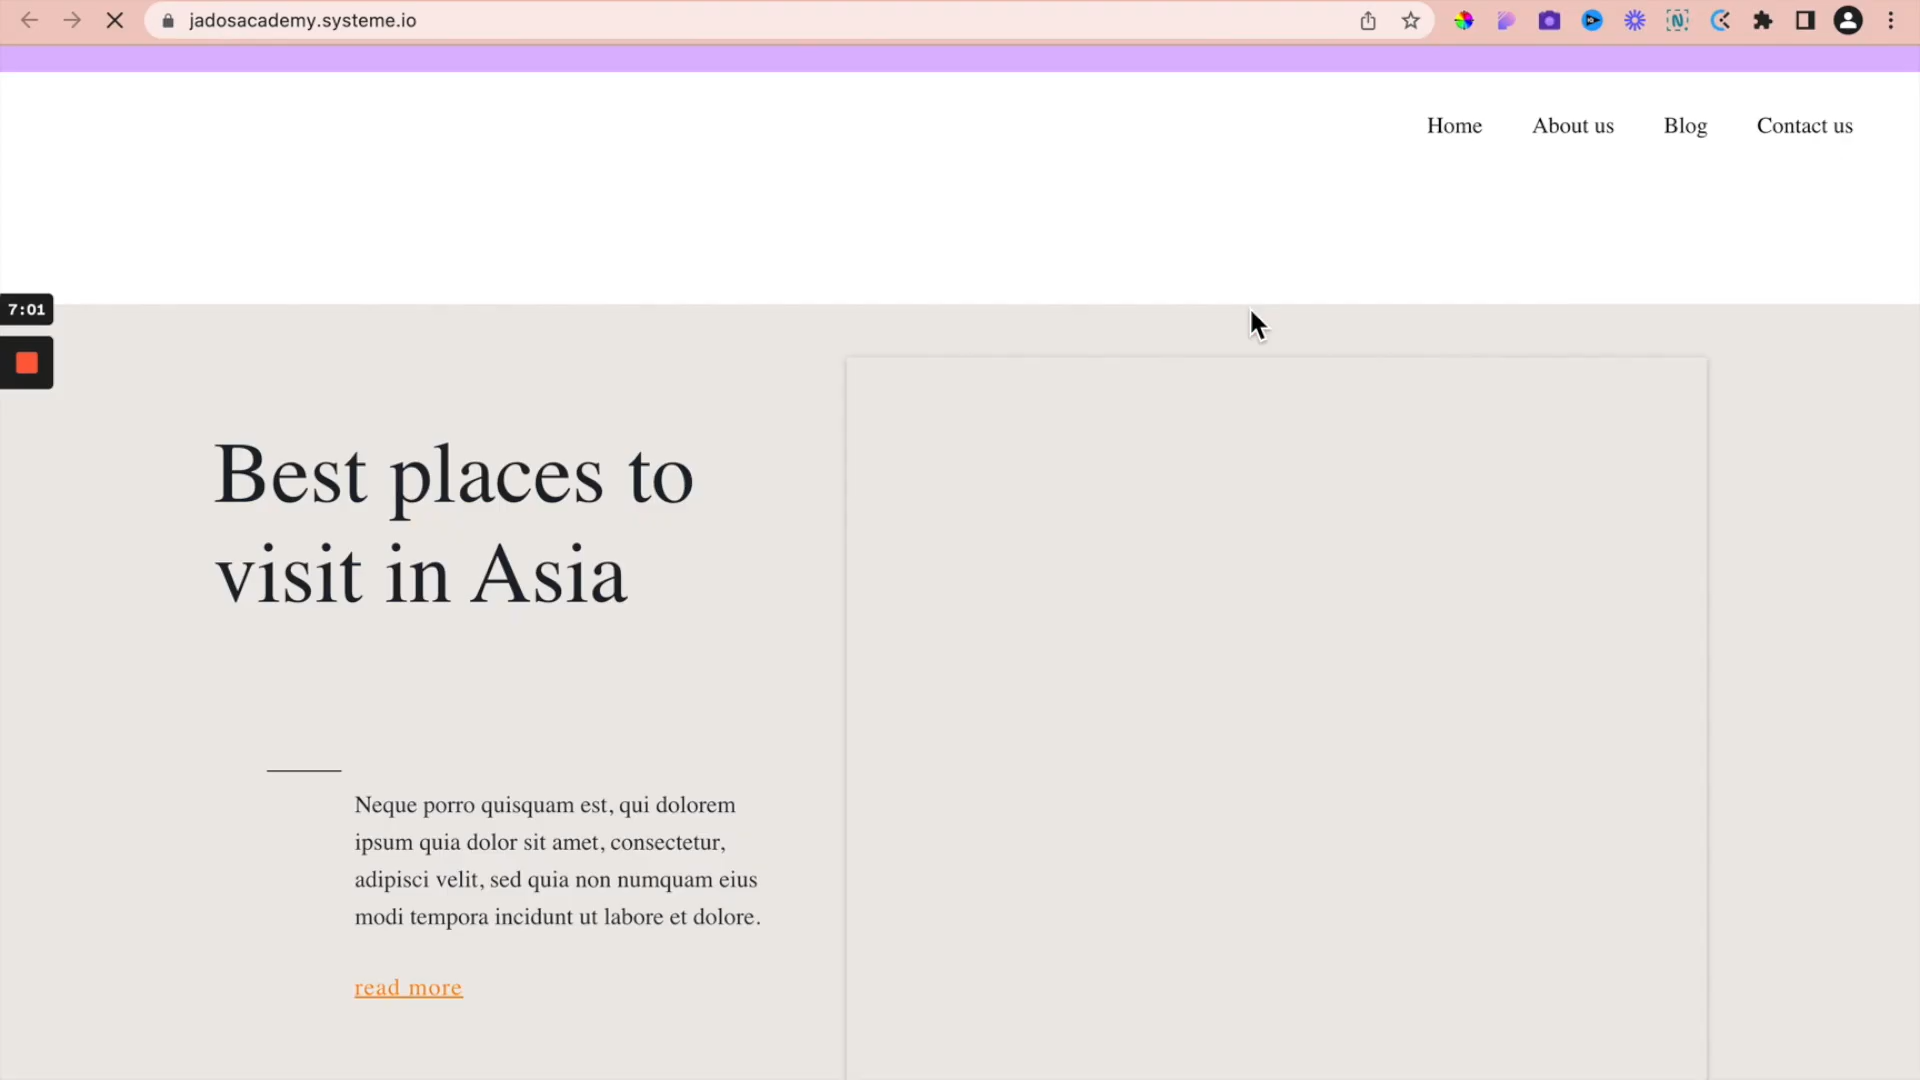 jadosacademy.systeme.io
Home About us Blog Contact us
7:01
Best places to
visit in Asia
Neque porro quisquam est, qui dolorem
ipsum quia dolor sit amet, consectetur,
adipisci velit, sed quia non numquam eius
modi tempora incidunt ut labore et dolore.
read more